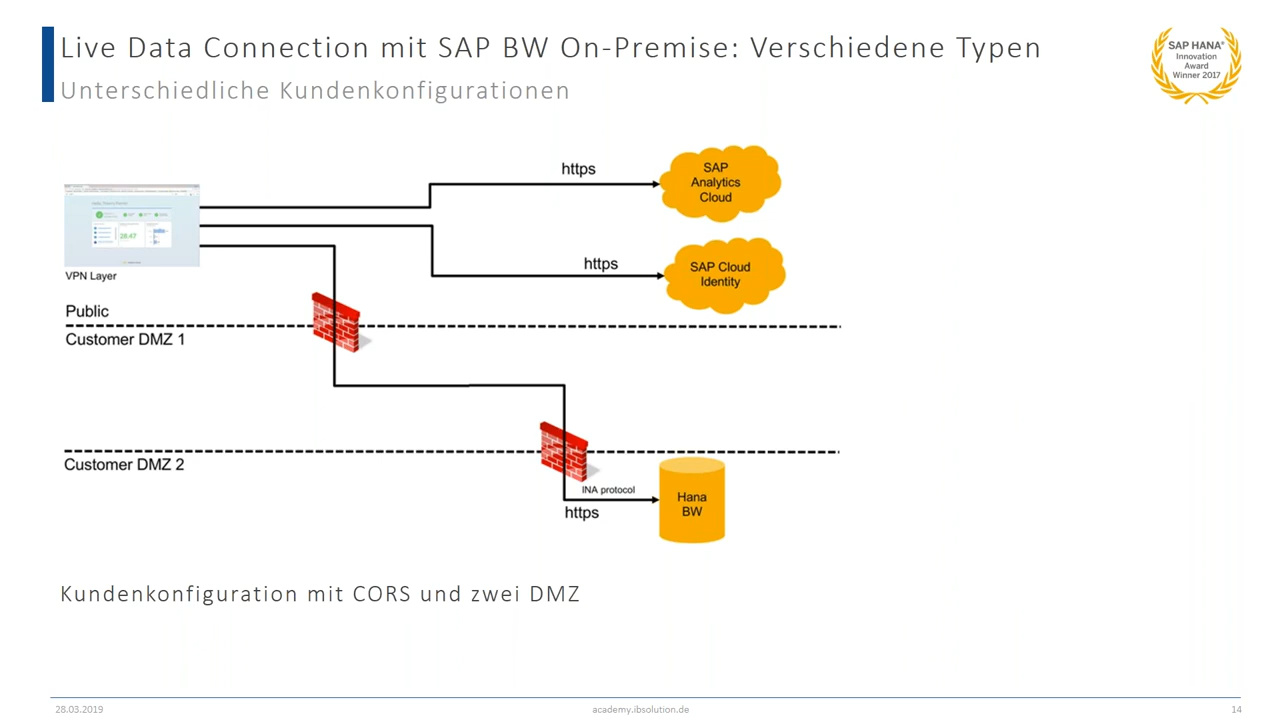 Live Data Connection mit SAP BW On-Premise: Verschiedene Typen
Unterschiedliche Kundenkonfigurationen
SAP HANA®
Innovation
Award
Winner 2017
https
SAP
Analytics
Cloud
28.47
VPN Layer
https
SAP Cloud
Identity
Public
Customer DMZ 1
Customer DMZ 2
INA protocol
https
Hana
BW
Kundenkonfiguration mit CORS und zwei DMZ
28.03.2019
academy.ibsolution.de
14